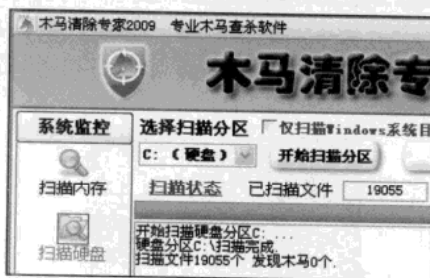 木马清除专家2009 专业木马查杀软件
木马清除专
系统监控
选择扫描分区 仅扫描Windows系统目
C: (硬盘) 开始扫描分区
扫描内存
扫描状态 已扫描文件 19055
扫描硬盘
开始扫描硬盘分区C: ...
硬盘分区C:\扫描完成.
扫描文件19055个 发现木马0个.